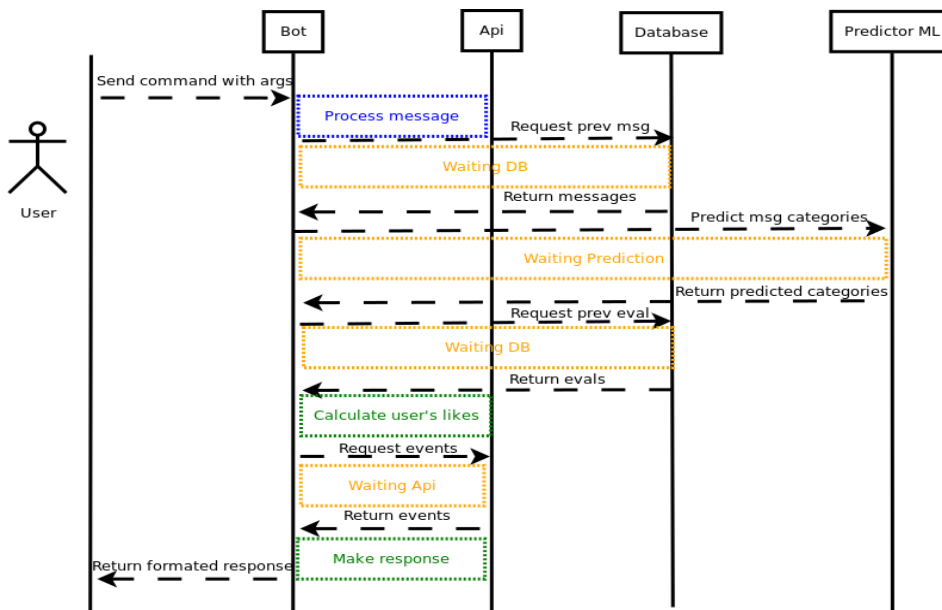 Bot
Api
Database
Predictor ML
Send command with args
Process message
Request prev msg
Waiting DB
User
Return messages
Predict msg categories
Waiting Prediction
Return predicted categories
Request prev eval
Waiting DB
Return evals
Calculate user's likes
Request events
Waiting Api
Return events
Make response
Return formated response